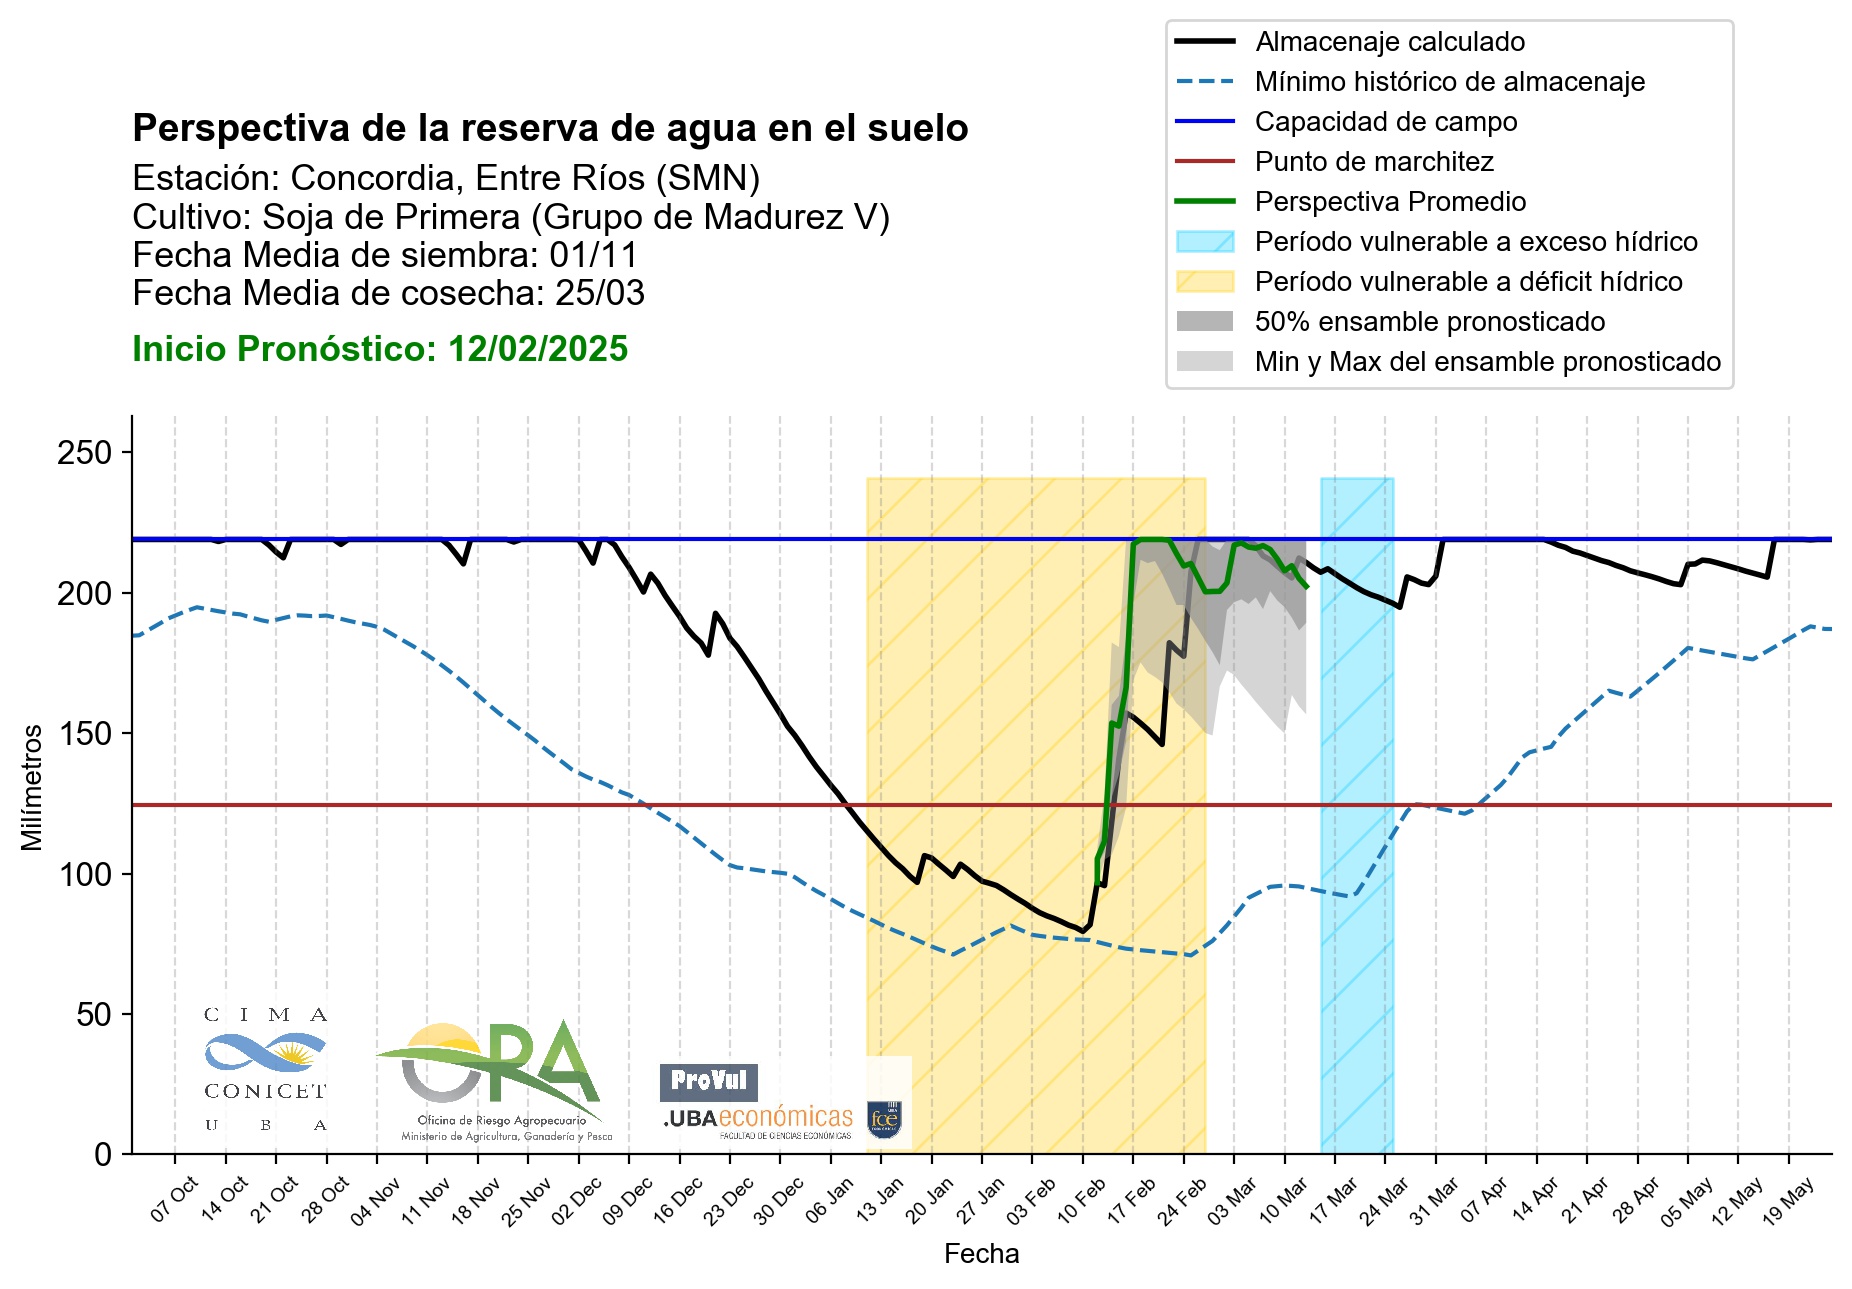 Almacenaje calculado
Mínimo histórico de almacenaje
Capacidad de campo
Punto de marchitez
Perspectiva Promedio
Período vulnerable a exceso hídrico
Período vulnerable a déficit hídrico
50% ensamble pronosticado
Min y Max del ensamble pronosticado
Perspectiva de la reserva de agua en el suelo
Estación: Concordia, Entre Ríos (SMN)
Cultivo: Soja de Primera (Grupo de Madurez V)
Fecha Media de siembra: 01/11
Fecha Media de cosecha: 25/03
Inicio Pronóstico: 12/02/2025
Milímetros
250
200
150
100
50
0
CIMA
CONICET
UBA
ORA
Oficina de Riesgo Agropecuario
Ministerio de Agricultura, Ganadería y Pesca
ProVul
.UBAeconómicas
FACULTAD DE CIENCIAS ECONÓMICAS
UBA
fce
07 Oct 14 Oct 21 Oct 28 Oct 04 Nov 11 Nov 18 Nov 25 Nov 02 Dec 09 Dec 16 Dec 23 Dec 30 Dec 06 Jan 13 Jan 20 Jan 27 Jan 03 Feb 10 Feb 17 Feb 24 Feb 03 Mar 10 Mar 17 Mar 24 Mar 31 Mar 07 Apr 14 Apr 21 Apr 28 Apr 05 May 12 May 19 May
Fecha